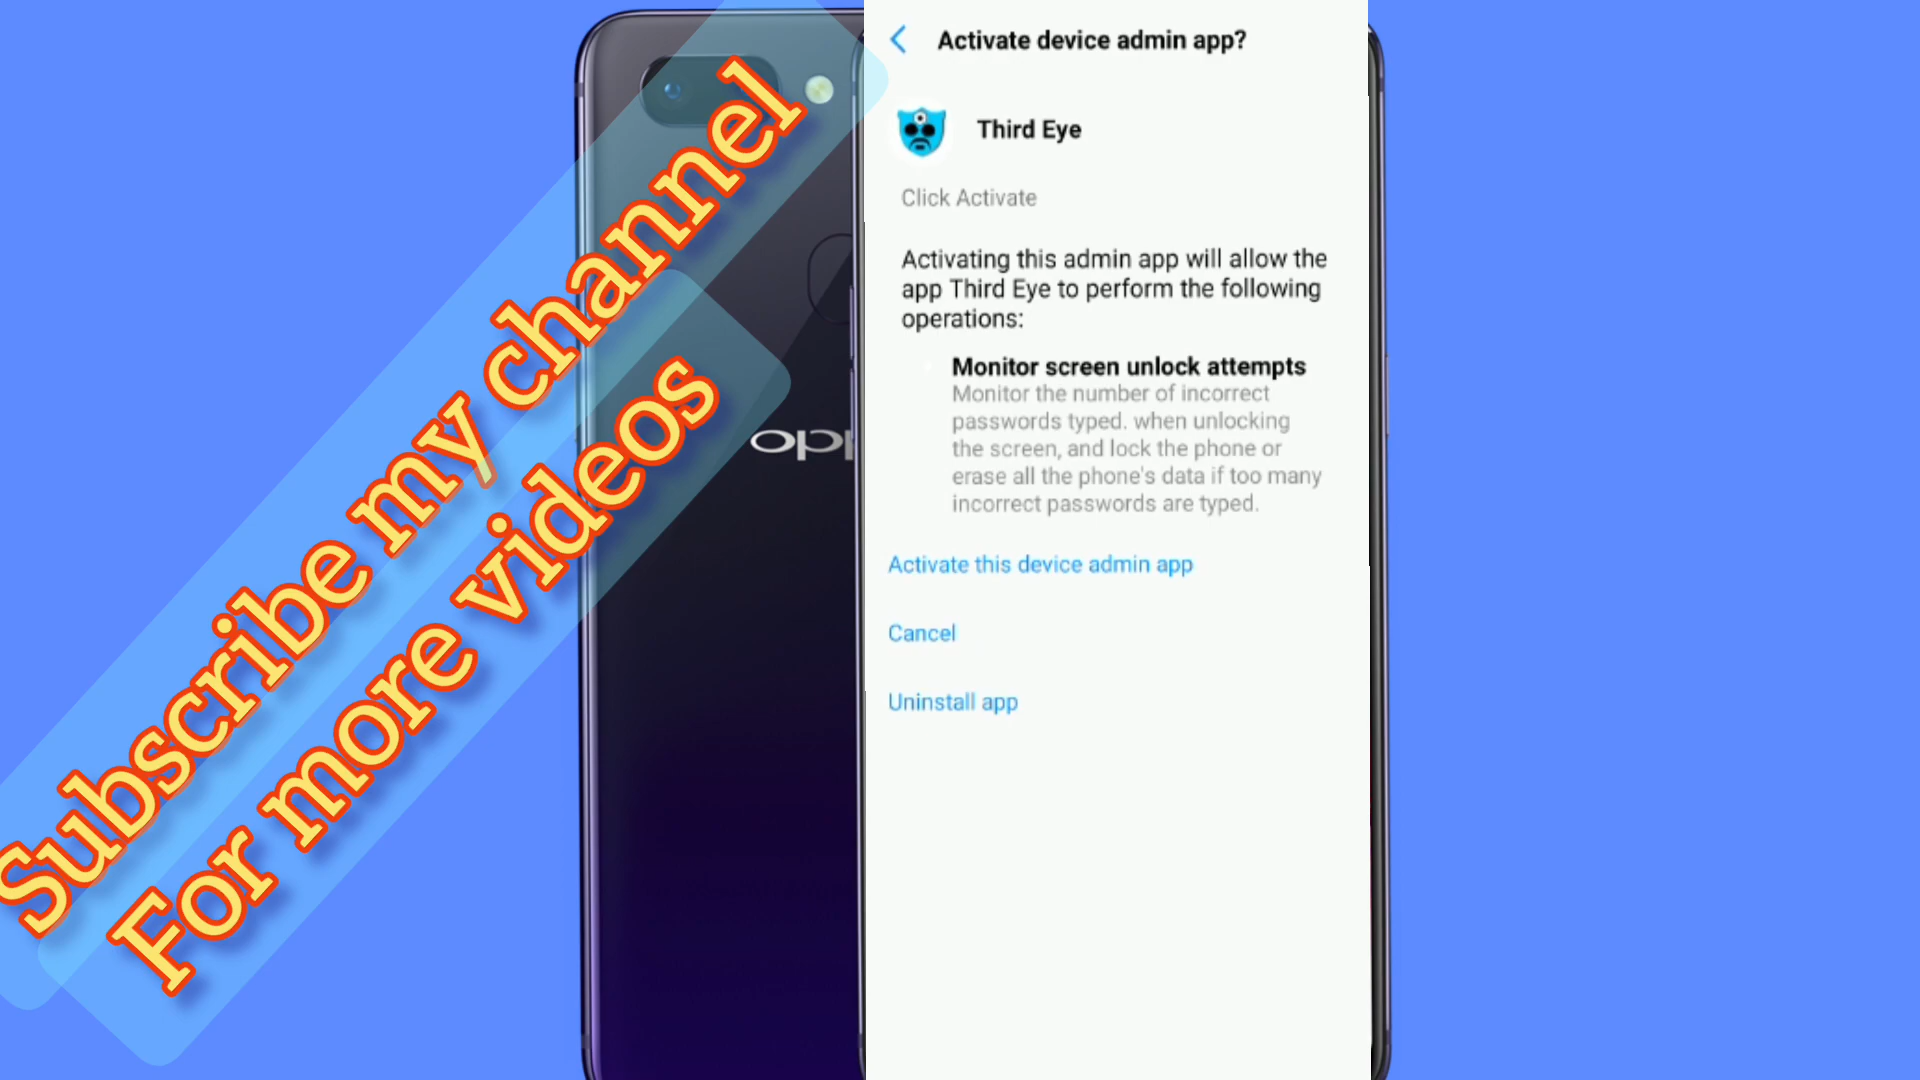 Subscribe my channel
For more videos
Activate device admin app?
Third Eye
Click Activate
Activating this admin app will allow the
app Third Eye to perform the following
operations:
Monitor screen unlock attempts
Monitor the number of incorrect
passwords typed. when unlocking
the screen, and lock the phone or
erase all the phone's data if too many
incorrect passwords are typed.
Activate this device admin app
Cancel
Uninstall app